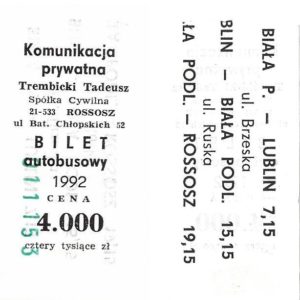 Komunikacja
prywatna
Trembicki Tadeusz
Spółka Cywilna
21-533 ROSSOSZ
ul. Bat. Chłopskich 52
BILET
autobusowy
1992
CENA
4.000
cztery tysiące zł
011153
BIAŁA P. — LUBLIN 7,15
ul. Brzeska
BLIN — BIAŁA PODL. 15,15
ul. Ruska
ŁA PODL. — ROSSOSZ 19,15